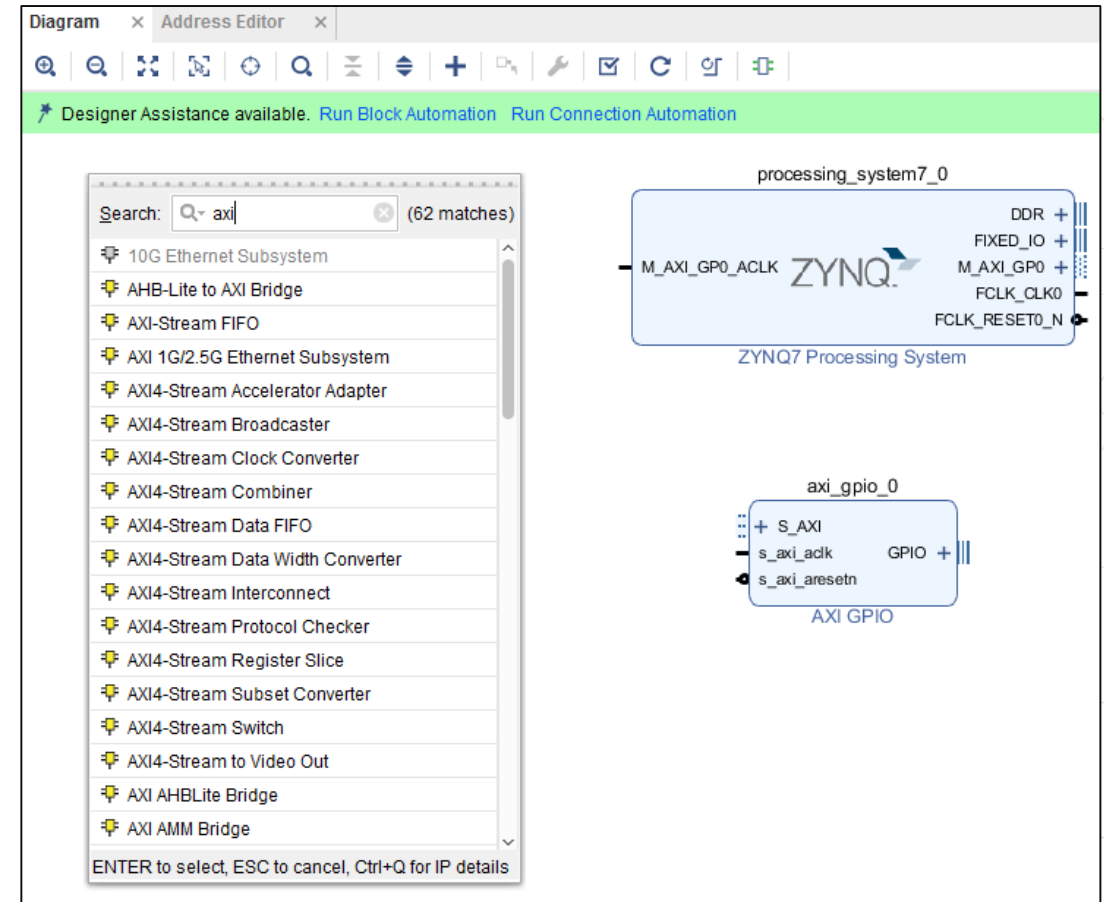 Diagram × Address Editor ×
Designer Assistance available. Run Block Automation Run Connection Automation
Search: axi (62 matches)
10G Ethernet Subsystem
AHB-Lite to AXI Bridge
AXI-Stream FIFO
AXI 1G/2.5G Ethernet Subsystem
AXI4-Stream Accelerator Adapter
AXI4-Stream Broadcaster
AXI4-Stream Clock Converter
AXI4-Stream Combiner
AXI4-Stream Data FIFO
AXI4-Stream Data Width Converter
AXI4-Stream Interconnect
AXI4-Stream Protocol Checker
AXI4-Stream Register Slice
AXI4-Stream Subset Converter
AXI4-Stream Switch
AXI4-Stream to Video Out
AXI AHBLite Bridge
AXI AMM Bridge
ENTER to select, ESC to cancel, Ctrl+Q for IP details
processing_system7_0
DDR
FIXED_IO
M_AXI_GP0_ACLK ZYNQ. M_AXI_GP0
FCLK_CLK0
FCLK_RESET0_N
ZYNQ7 Processing System
axi_gpio_0
S_AXI
s_axi_aclk GPIO
s_axi_aresetn
AXI GPIO